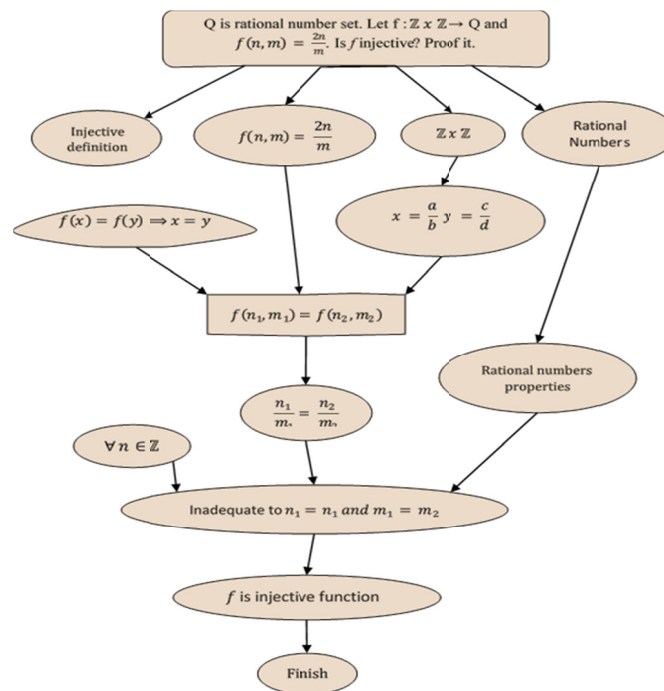 Q is rational number set. Let f : ℤ x ℤ→ Q and
f(n,m) = 2n/m. Is f injective? Proof it.
Injective
definition
f(n,m) = 2n/m
ℤ x ℤ
Rational
Numbers
f(x) = f(y) ⟹ x = y
x = a/b y = c/d
f(n₁,m₁) = f(n₂,m₂)
Rational numbers
properties
n₁/m₁ = n₂/m₂
∀ n ∈ ℤ
Inadequate to n₁ = n₁ and m₁ = m₂
f is injective function
Finish